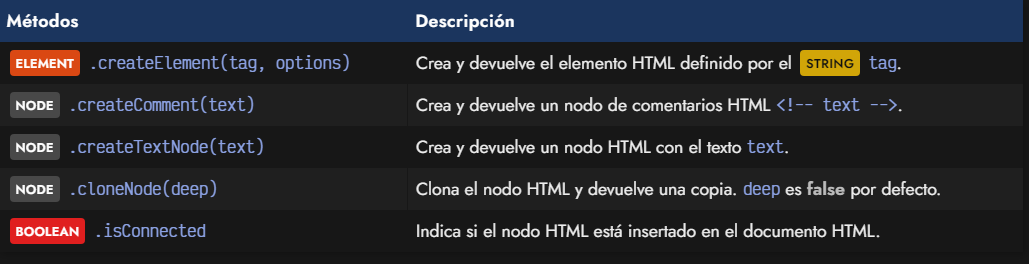 Métodos Descripción
ELEMENT .createElement(tag, options) Crea y devuelve el elemento HTML definido por el STRING tag.
NODE .createComment(text) Crea y devuelve un nodo de comentarios HTML <!-- text -->.
NODE .createTextNode(text) Crea y devuelve un nodo HTML con el texto text.
NODE .cloneNode(deep) Clona el nodo HTML y devuelve una copia. deep es false por defecto.
BOOLEAN .isConnected Indica si el nodo HTML está insertado en el documento HTML.